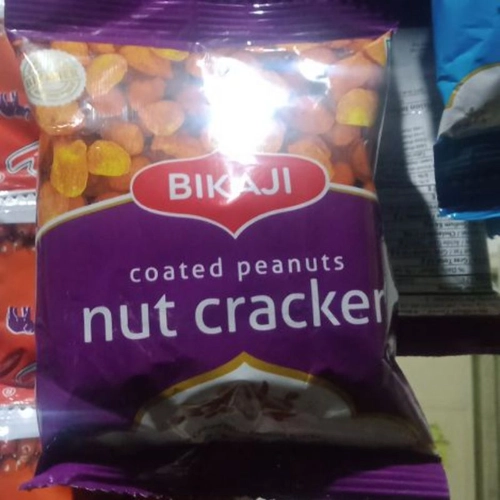 BIKAJI
coated peanuts
nut cracker